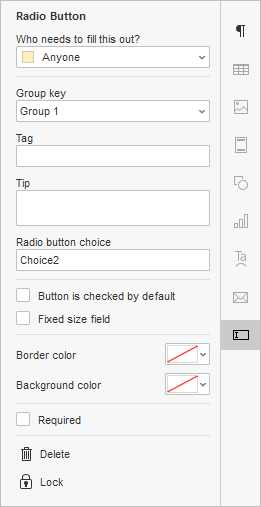 Radio Button
Who needs to fill this out?
Anyone
Group key
Group 1
Tag
Tip
Radio button choice
Choice2
Button is checked by default
Fixed size field
Border color
Background color
Required
Delete
Lock